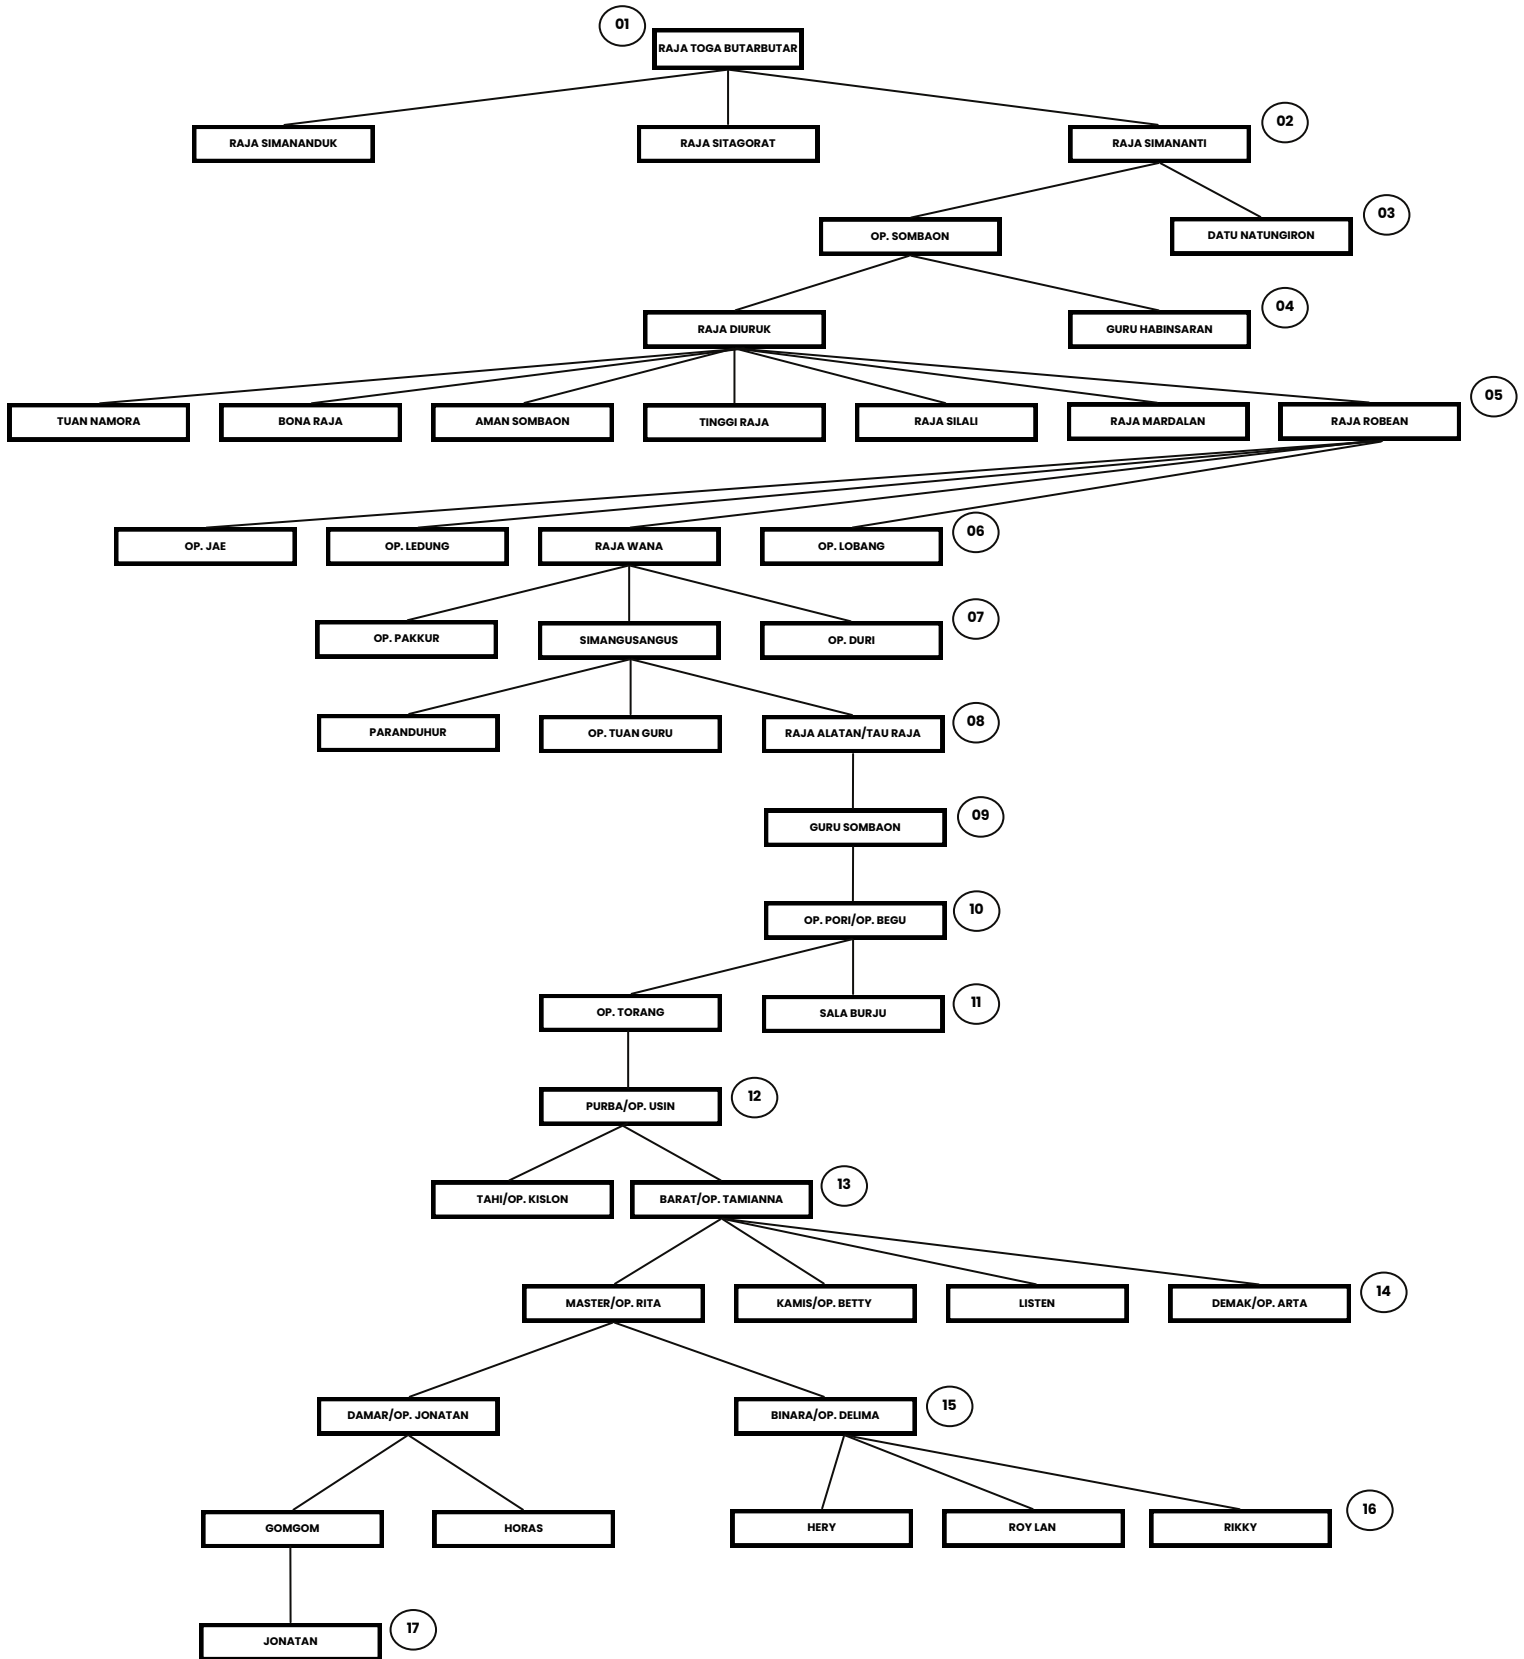 01
RAJA TOGA BUTARBUTAR
RAJA SIMANANDUK
RAJA SITAGORAT
RAJA SIMANANTI
02
OP. SOMBAON
DATU NATUNGIRON
03
RAJA DIURUK
GURU HABINSARAN
04
TUAN NAMORA
BONA RAJA
AMAN SOMBAON
TINGGI RAJA
RAJA SILALI
RAJA MARDALAN
RAJA ROBEAN
05
OP. JAE
OP. LEDUNG
RAJA WANA
OP. LOBANG
06
OP. PAKKUR
SIMANGUSANGUS
OP. DURI
07
PARANDUHUR
OP. TUAN GURU
RAJA ALATAN/TAU RAJA
08
GURU SOMBAON
09
OP. PORI/OP. BEGU
10
OP. TORANG
SALA BURJU
11
PURBA/OP. USIN
12
TAHI/OP. KISLON
BARAT/OP. TAMIANNA
13
MASTER/OP. RITA
KAMIS/OP. BETTY
LISTEN
DEMAK/OP. ARTA
14
DAMAR/OP. JONATAN
BINARA/OP. DELIMA
15
GOMGOM
HORAS
HERY
ROY LAN
RIKKY
16
JONATAN
17